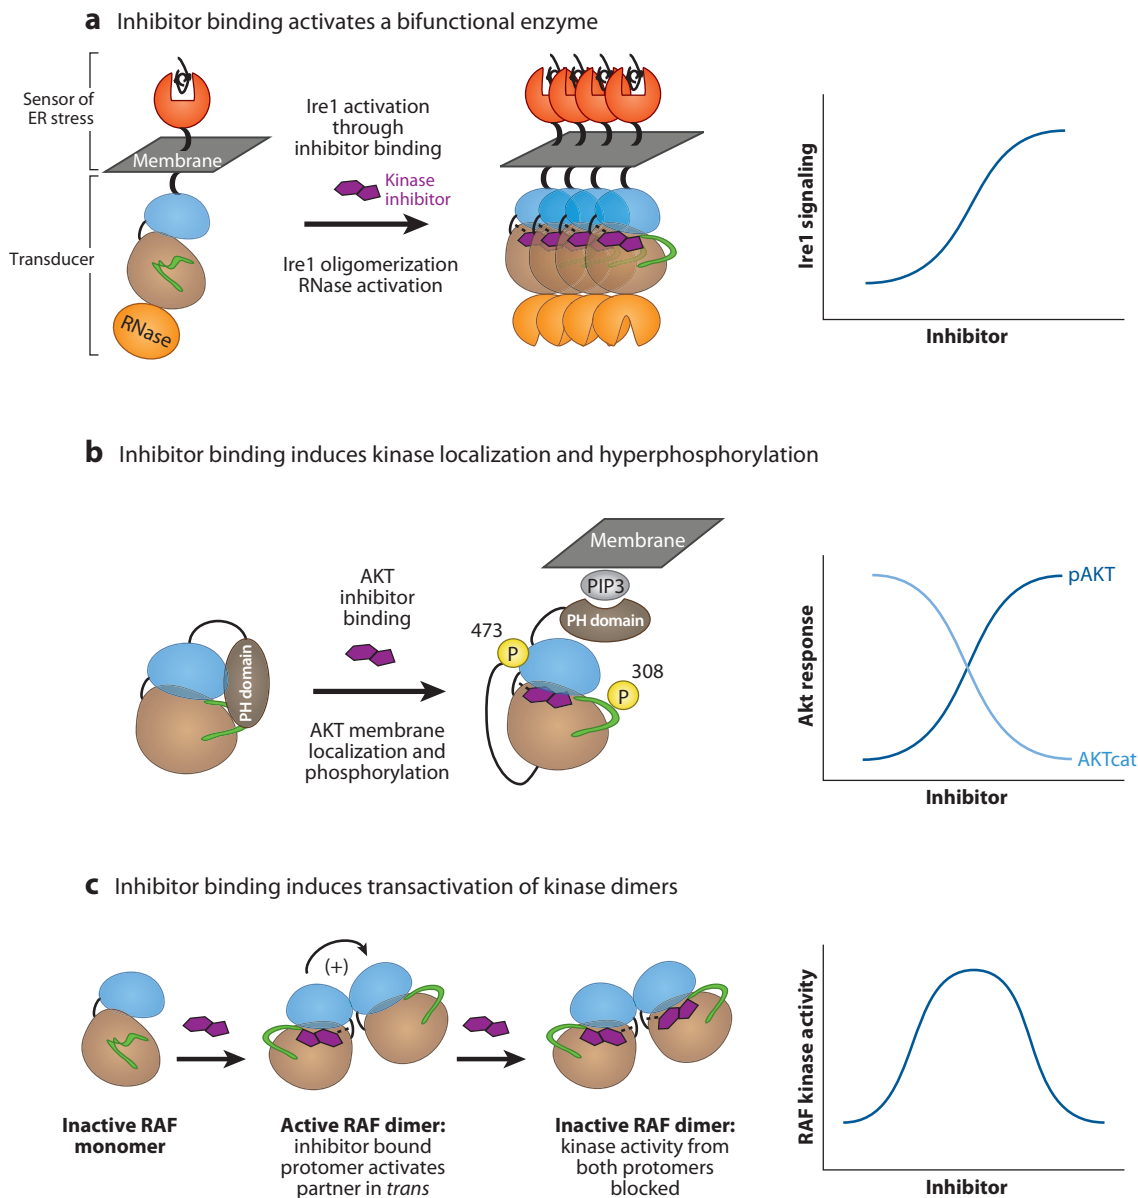 a Inhibitor binding activates a bifunctional enzyme
Sensor of
ER stress
Membrane
Transducer
RNase
Ire1 activation
through
inhibitor binding
Kinase
inhibitor
Ire1 oligomerization
RNase activation
Ire1 signaling
Inhibitor
b Inhibitor binding induces kinase localization and hyperphosphorylation
PH domain
AKT
inhibitor
binding
AKT membrane
localization and
phosphorylation
Membrane
PIP3
PH domain
473
P
308
P
Akt response
pAKT
AKTcat
Inhibitor
c Inhibitor binding induces transactivation of kinase dimers
(+)
Inactive RAF
monomer
Active RAF dimer:
inhibitor bound
protomer activates
partner in trans
Inactive RAF dimer:
kinase activity from
both protomers
blocked
RAF kinase activity
Inhibitor